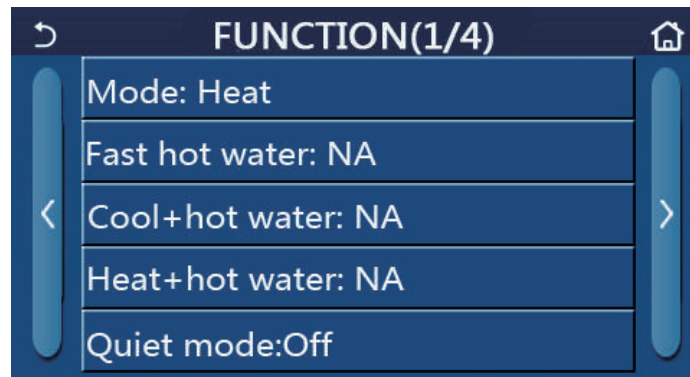 FUNCTION(1/4)
Mode: Heat
Fast hot water: NA
Cool+hot water: NA
Heat+hot water: NA
Quiet mode:Off